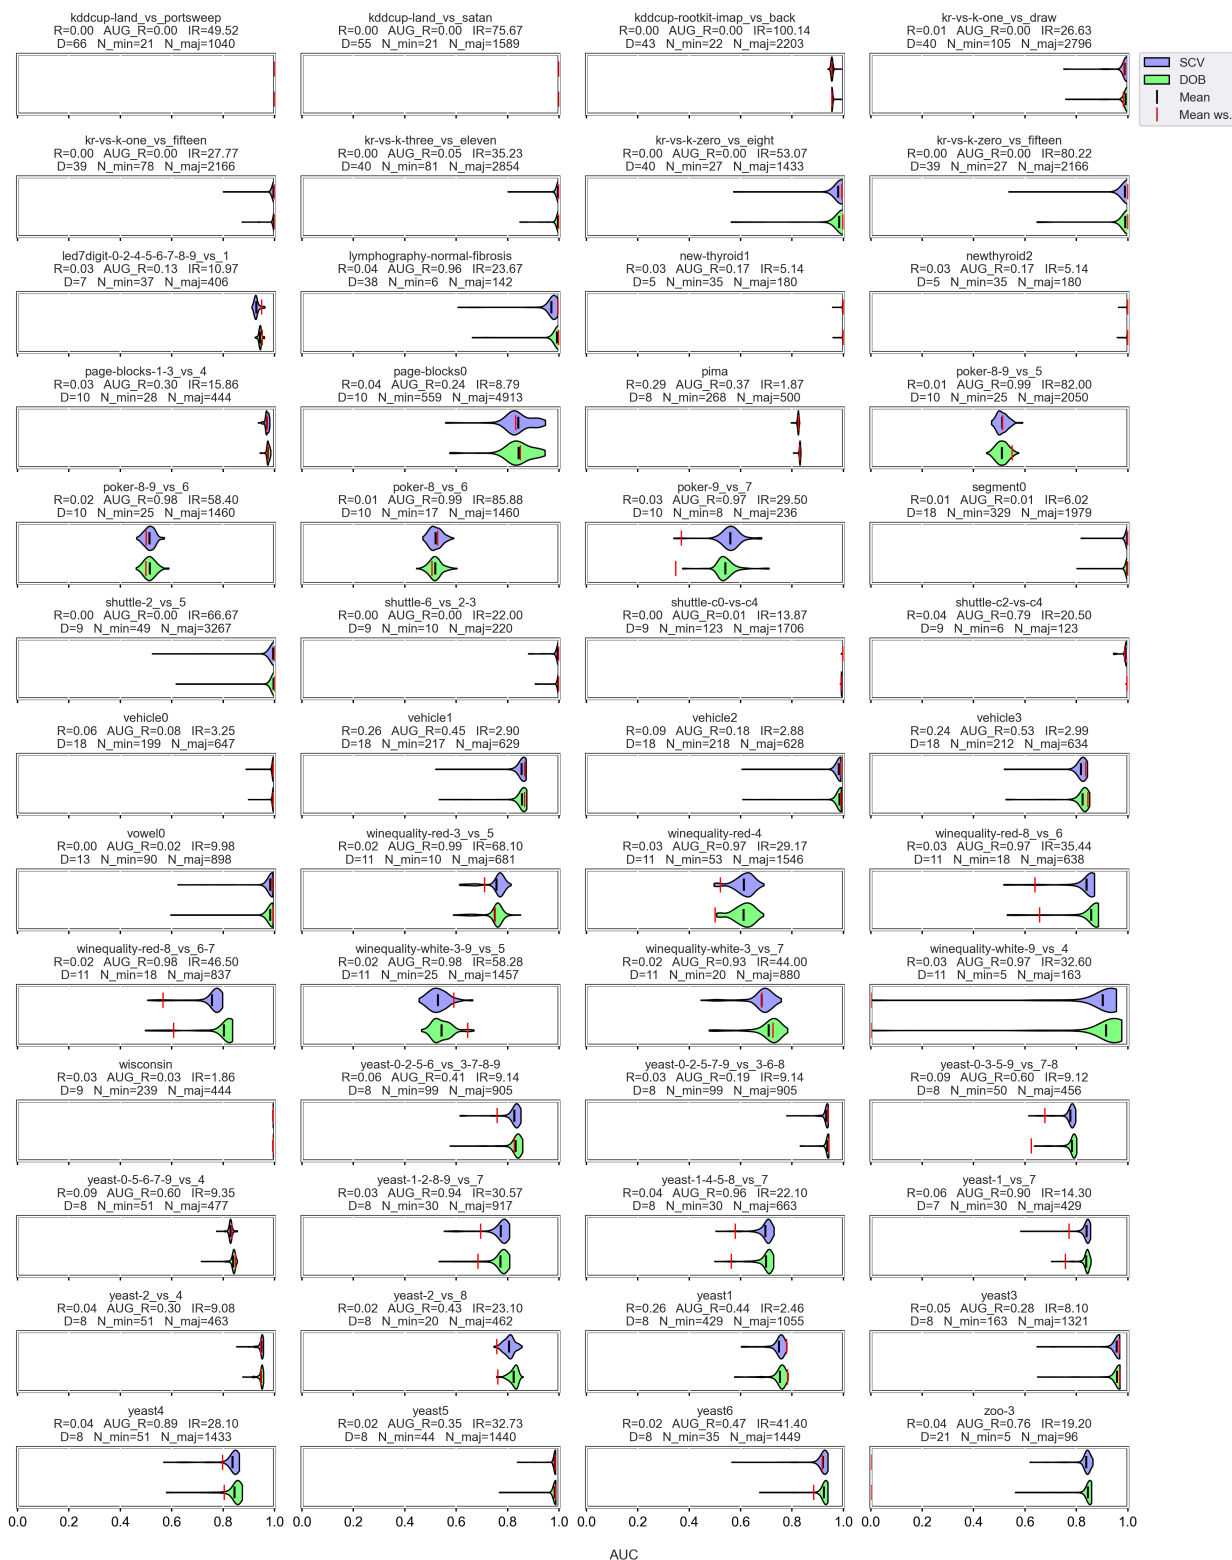 kddcup-land_vs_portsweep
R=0.00 AUG_R=0.00 IR=49.52
D=66 N_min=21 N_maj=1040
kddcup-land_vs_satan
R=0.00 AUG_R=0.00 IR=75.67
D=55 N_min=21 N_maj=1589
kddcup-rootkit-imap_vs_back
R=0.00 AUG_R=0.00 IR=100.14
D=43 N_min=22 N_maj=2203
kr-vs-k-one_vs_draw
R=0.01 AUG_R=0.00 IR=26.63
D=40 N_min=105 N_maj=2796
SCV
DOB
Mean
Mean ws.
kr-vs-k-one_vs_fifteen
R=0.00 AUG_R=0.00 IR=27.77
D=39 N_min=78 N_maj=2166
kr-vs-k-three_vs_eleven
R=0.00 AUG_R=0.05 IR=35.23
D=40 N_min=81 N_maj=2854
kr-vs-k-zero_vs_eight
R=0.00 AUG_R=0.00 IR=53.07
D=40 N_min=27 N_maj=1433
kr-vs-k-zero_vs_fifteen
R=0.00 AUG_R=0.00 IR=80.22
D=39 N_min=27 N_maj=2166
led7digit-0-2-4-5-6-7-8-9_vs_1
R=0.03 AUG_R=0.13 IR=10.97
D=7 N_min=37 N_maj=406
lymphography-normal-fibrosis
R=0.04 AUG_R=0.96 IR=23.67
D=38 N_min=6 N_maj=142
new-thyroid1
R=0.03 AUG_R=0.17 IR=5.14
D=5 N_min=35 N_maj=180
newthyroid2
R=0.03 AUG_R=0.17 IR=5.14
D=5 N_min=35 N_maj=180
page-blocks-1-3_vs_4
R=0.03 AUG_R=0.30 IR=15.86
D=10 N_min=28 N_maj=444
page-blocks0
R=0.04 AUG_R=0.24 IR=8.79
D=10 N_min=559 N_maj=4913
pima
R=0.29 AUG_R=0.37 IR=1.87
D=8 N_min=268 N_maj=500
poker-8-9_vs_5
R=0.01 AUG_R=0.99 IR=82.00
D=10 N_min=25 N_maj=2050
poker-8-9_vs_6
R=0.02 AUG_R=0.98 IR=58.40
D=10 N_min=25 N_maj=1460
poker-8_vs_6
R=0.01 AUG_R=0.99 IR=85.88
D=10 N_min=17 N_maj=1460
poker-9_vs_7
R=0.03 AUG_R=0.97 IR=29.50
D=10 N_min=8 N_maj=236
segment0
R=0.01 AUG_R=0.01 IR=6.02
D=18 N_min=329 N_maj=1979
shuttle-2_vs_5
R=0.00 AUG_R=0.00 IR=66.67
D=9 N_min=49 N_maj=3267
shuttle-6_vs_2-3
R=0.00 AUG_R=0.00 IR=22.00
D=9 N_min=10 N_maj=220
shuttle-c0-vs-c4
R=0.00 AUG_R=0.01 IR=13.87
D=9 N_min=123 N_maj=1706
shuttle-c2-vs-c4
R=0.04 AUG_R=0.79 IR=20.50
D=9 N_min=6 N_maj=123
vehicle0
R=0.06 AUG_R=0.08 IR=3.25
D=18 N_min=199 N_maj=647
vehicle1
R=0.26 AUG_R=0.45 IR=2.90
D=18 N_min=217 N_maj=629
vehicle2
R=0.09 AUG_R=0.18 IR=2.88
D=18 N_min=218 N_maj=628
vehicle3
R=0.24 AUG_R=0.53 IR=2.99
D=18 N_min=212 N_maj=634
vowel0
R=0.00 AUG_R=0.02 IR=9.98
D=13 N_min=90 N_maj=898
winequality-red-3_vs_5
R=0.02 AUG_R=0.99 IR=68.10
D=11 N_min=10 N_maj=681
winequality-red-4
R=0.03 AUG_R=0.97 IR=29.17
D=11 N_min=53 N_maj=1546
winequality-red-8_vs_6
R=0.03 AUG_R=0.97 IR=35.44
D=11 N_min=18 N_maj=638
winequality-red-8_vs_6-7
R=0.02 AUG_R=0.98 IR=46.50
D=11 N_min=18 N_maj=837
winequality-white-3-9_vs_5
R=0.02 AUG_R=0.98 IR=58.28
D=11 N_min=25 N_maj=1457
winequality-white-3_vs_7
R=0.02 AUG_R=0.93 IR=44.00
D=11 N_min=20 N_maj=880
winequality-white-9_vs_4
R=0.03 AUG_R=0.97 IR=32.60
D=11 N_min=5 N_maj=163
wisconsin
R=0.03 AUG_R=0.03 IR=1.86
D=9 N_min=239 N_maj=444
yeast-0-2-5-6_vs_3-7-8-9
R=0.06 AUG_R=0.41 IR=9.14
D=8 N_min=99 N_maj=905
yeast-0-2-5-7-9_vs_3-6-8
R=0.03 AUG_R=0.19 IR=9.14
D=8 N_min=99 N_maj=905
yeast-0-3-5-9_vs_7-8
R=0.09 AUG_R=0.60 IR=9.12
D=8 N_min=50 N_maj=456
yeast-0-5-6-7-9_vs_4
R=0.09 AUG_R=0.60 IR=9.35
D=8 N_min=51 N_maj=477
yeast-1-2-8-9_vs_7
R=0.03 AUG_R=0.94 IR=30.57
D=8 N_min=30 N_maj=917
yeast-1-4-5-8_vs_7
R=0.04 AUG_R=0.96 IR=22.10
D=8 N_min=30 N_maj=663
yeast-1_vs_7
R=0.06 AUG_R=0.90 IR=14.30
D=7 N_min=30 N_maj=429
yeast-2_vs_4
R=0.04 AUG_R=0.30 IR=9.08
D=8 N_min=51 N_maj=463
yeast-2_vs_8
R=0.02 AUG_R=0.43 IR=23.10
D=8 N_min=20 N_maj=462
yeast1
R=0.26 AUG_R=0.44 IR=2.46
D=8 N_min=429 N_maj=1055
yeast3
R=0.05 AUG_R=0.28 IR=8.10
D=8 N_min=163 N_maj=1321
yeast4
R=0.04 AUG_R=0.89 IR=28.10
D=8 N_min=51 N_maj=1433
yeast5
R=0.02 AUG_R=0.35 IR=32.73
D=8 N_min=44 N_maj=1440
yeast6
R=0.02 AUG_R=0.47 IR=41.40
D=8 N_min=35 N_maj=1449
zoo-3
R=0.04 AUG_R=0.76 IR=19.20
D=21 N_min=5 N_maj=96
0.0 0.2 0.4 0.6 0.8 1.0
0.0 0.2 0.4 0.6 0.8 1.0
0.0 0.2 0.4 0.6 0.8 1.0
0.0 0.2 0.4 0.6 0.8 1.0
AUC